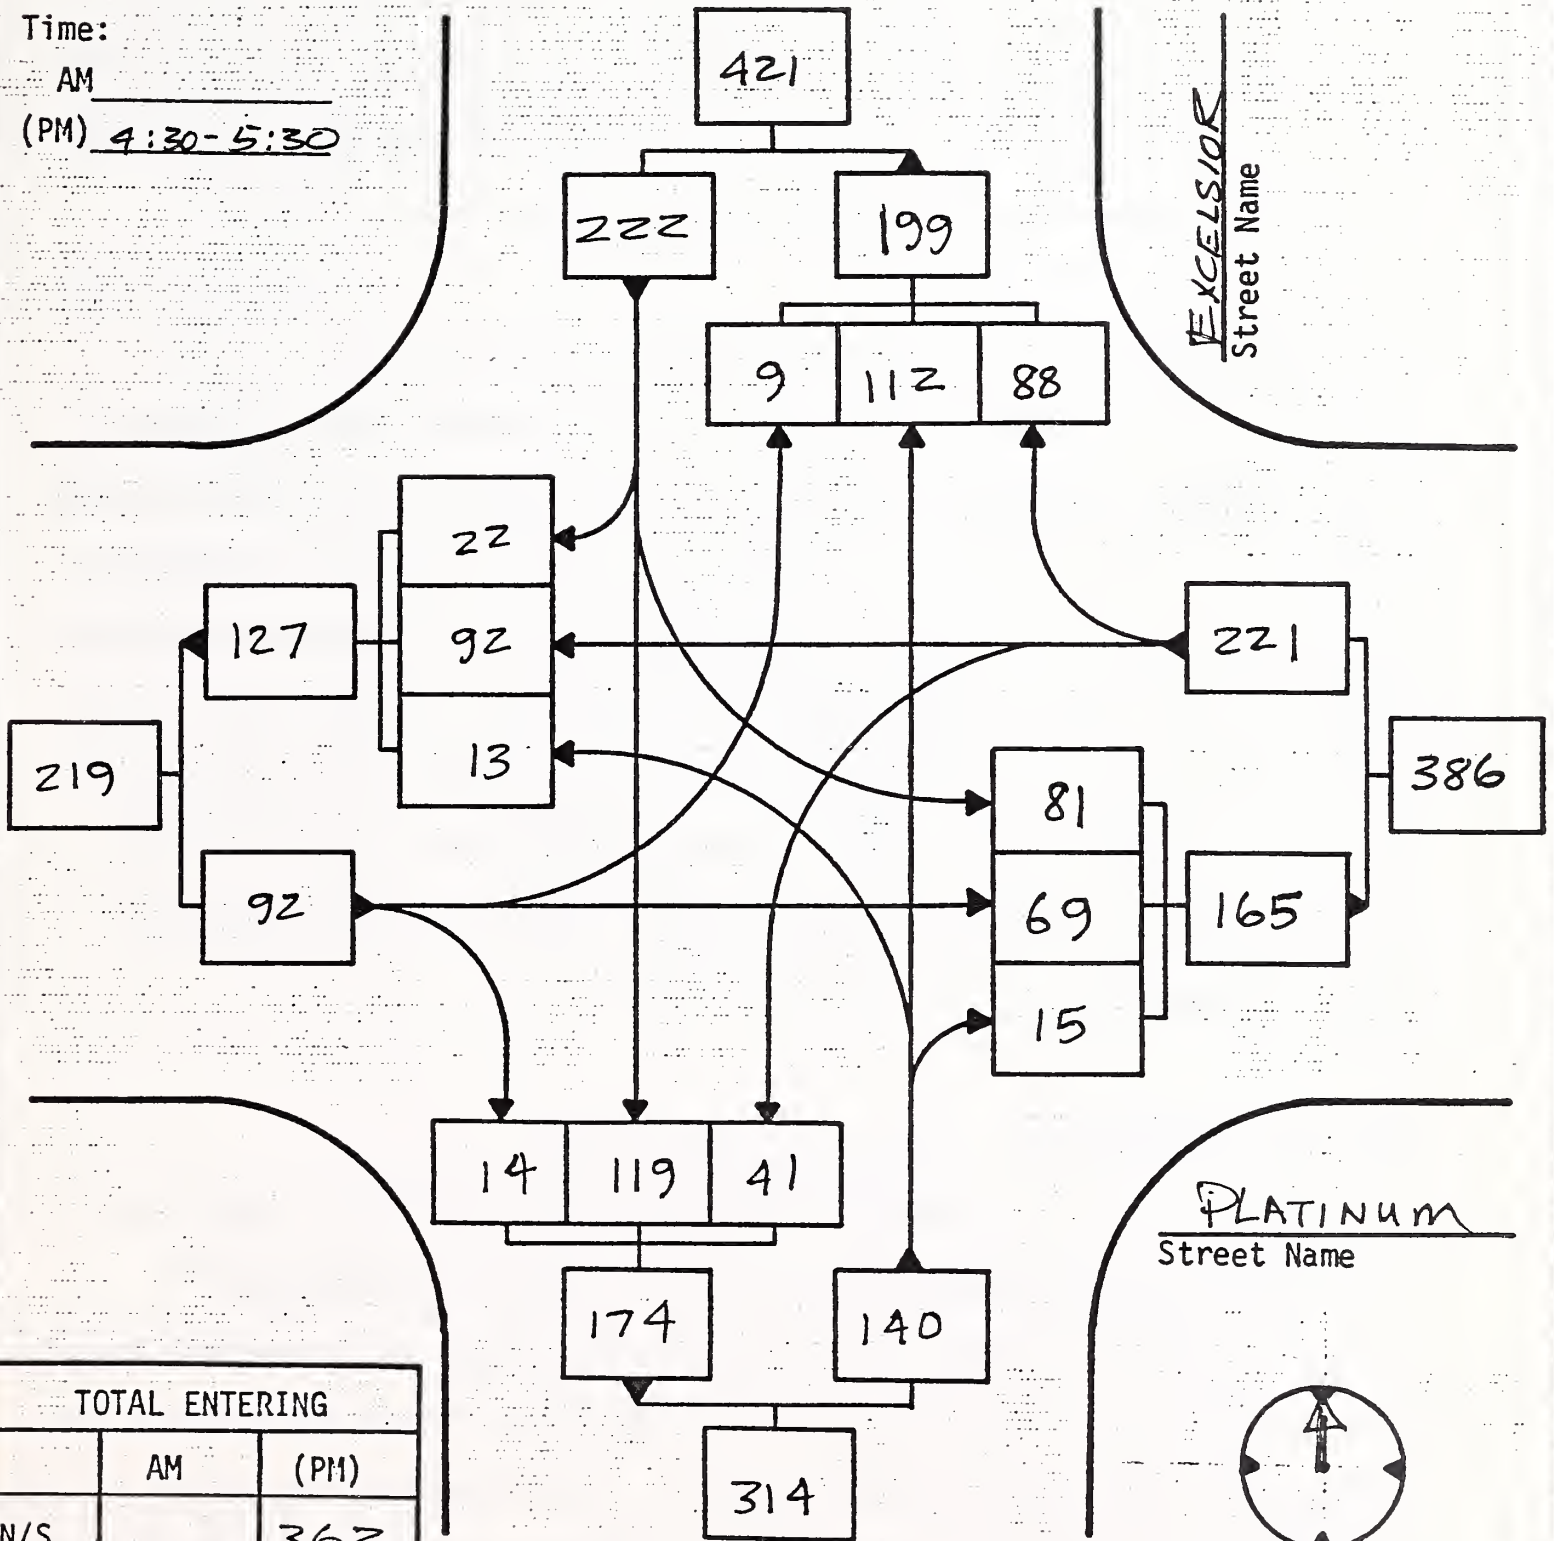 Time:
AM
(PM) 4:30-5:30
421
222 199
9 112 88
EXCELSIOR
Street Name
22
127 92 221
13
219 386
81
92 69 165
15
14 119 41
174 140
314
PLATINUM
Street Name
TOTAL ENTERING
AM (PM)
N/S 362